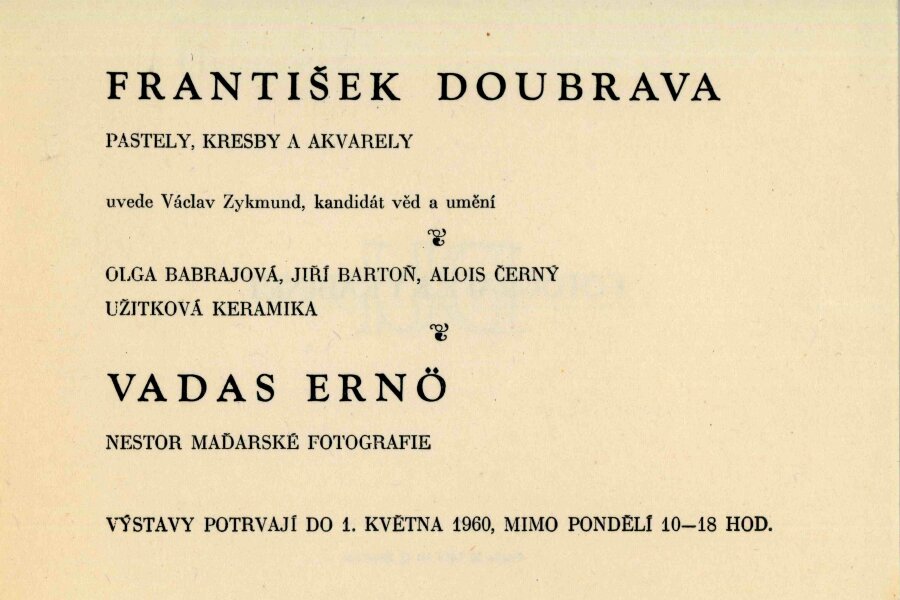 FRANTIŠEK DOUBRAVA
PASTELY, KRESBY A AKVARELY
uvede Václav Zykmund, kandidát věd a umění
OLGA BABRAJOVÁ, JIŘÍ BARTOŇ, ALOIS ČERNÝ
UŽITKOVÁ KERAMIKA
VADAS ERNÖ
NESTOR MAĎARSKÉ FOTOGRAFIE
VÝSTAVY POTRVAJÍ DO 1. KVĚTNA 1960, MIMO PONDĚLÍ 10—18 HOD.